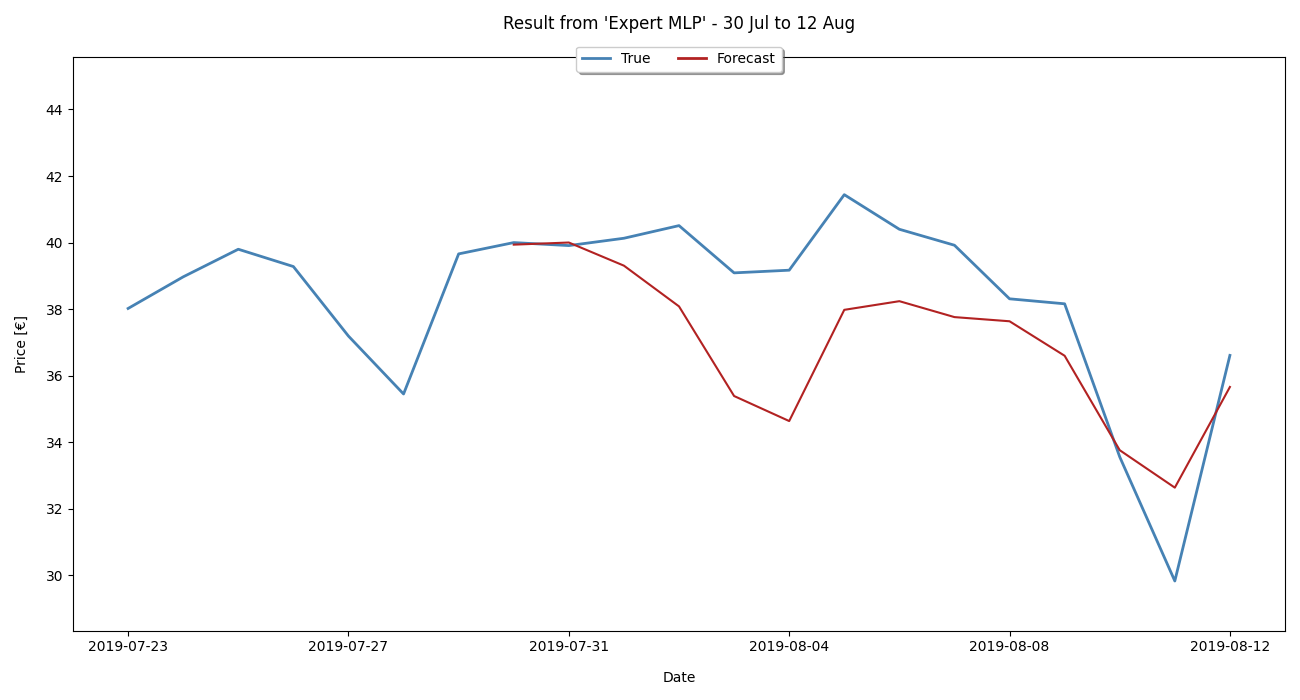 Result from 'Expert MLP' - 30 Jul to 12 Aug
True Forecast
44
42
40
38
36
34
32
30
Price [€]
2019-07-23 2019-07-27 2019-07-31 2019-08-04 2019-08-08 2019-08-12
Date